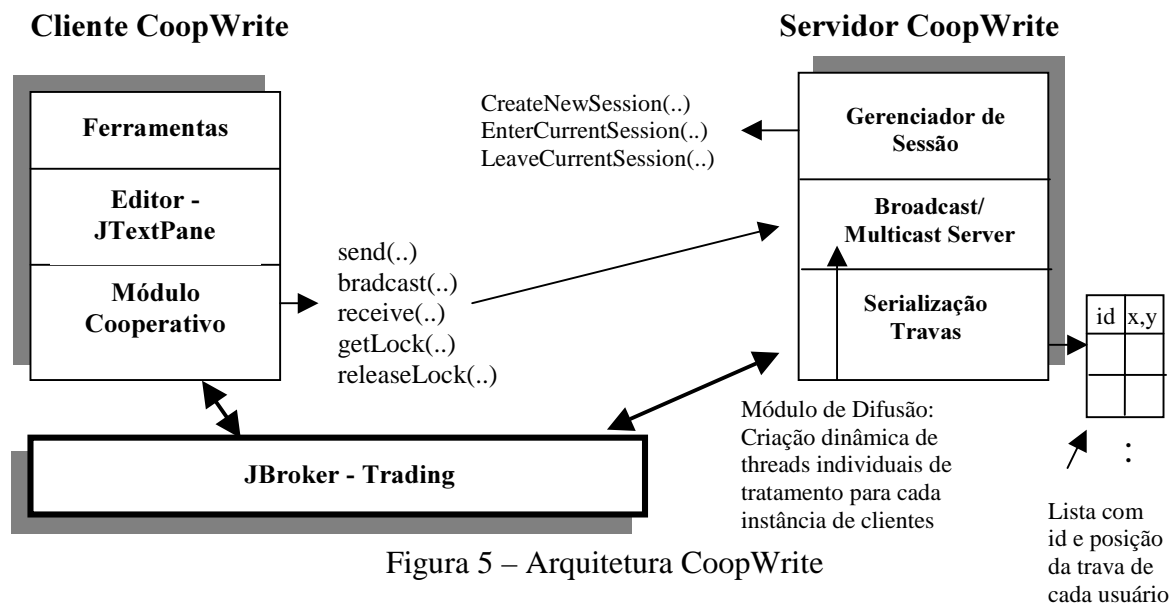 Cliente CoopWrite
Servidor CoopWrite
Ferramentas
Editor -
JTextPane
Módulo
Cooperativo
send(..)
bradcast(..)
receive(..)
getLock(..)
releaseLock(..)
CreateNewSession(..)
EnterCurrentSession(..)
LeaveCurrentSession(..)
Gerenciador de
Sessão
Broadcast/
Multicast Server
Serialização
Travas
id x,y
:
JBroker - Trading
Módulo de Difusão:
Criação dinâmica de
threads individuais de
tratamento para cada
instância de clientes
Lista com
id e posição
da trava de
cada usuário
Figura 5 – Arquitetura CoopWrite